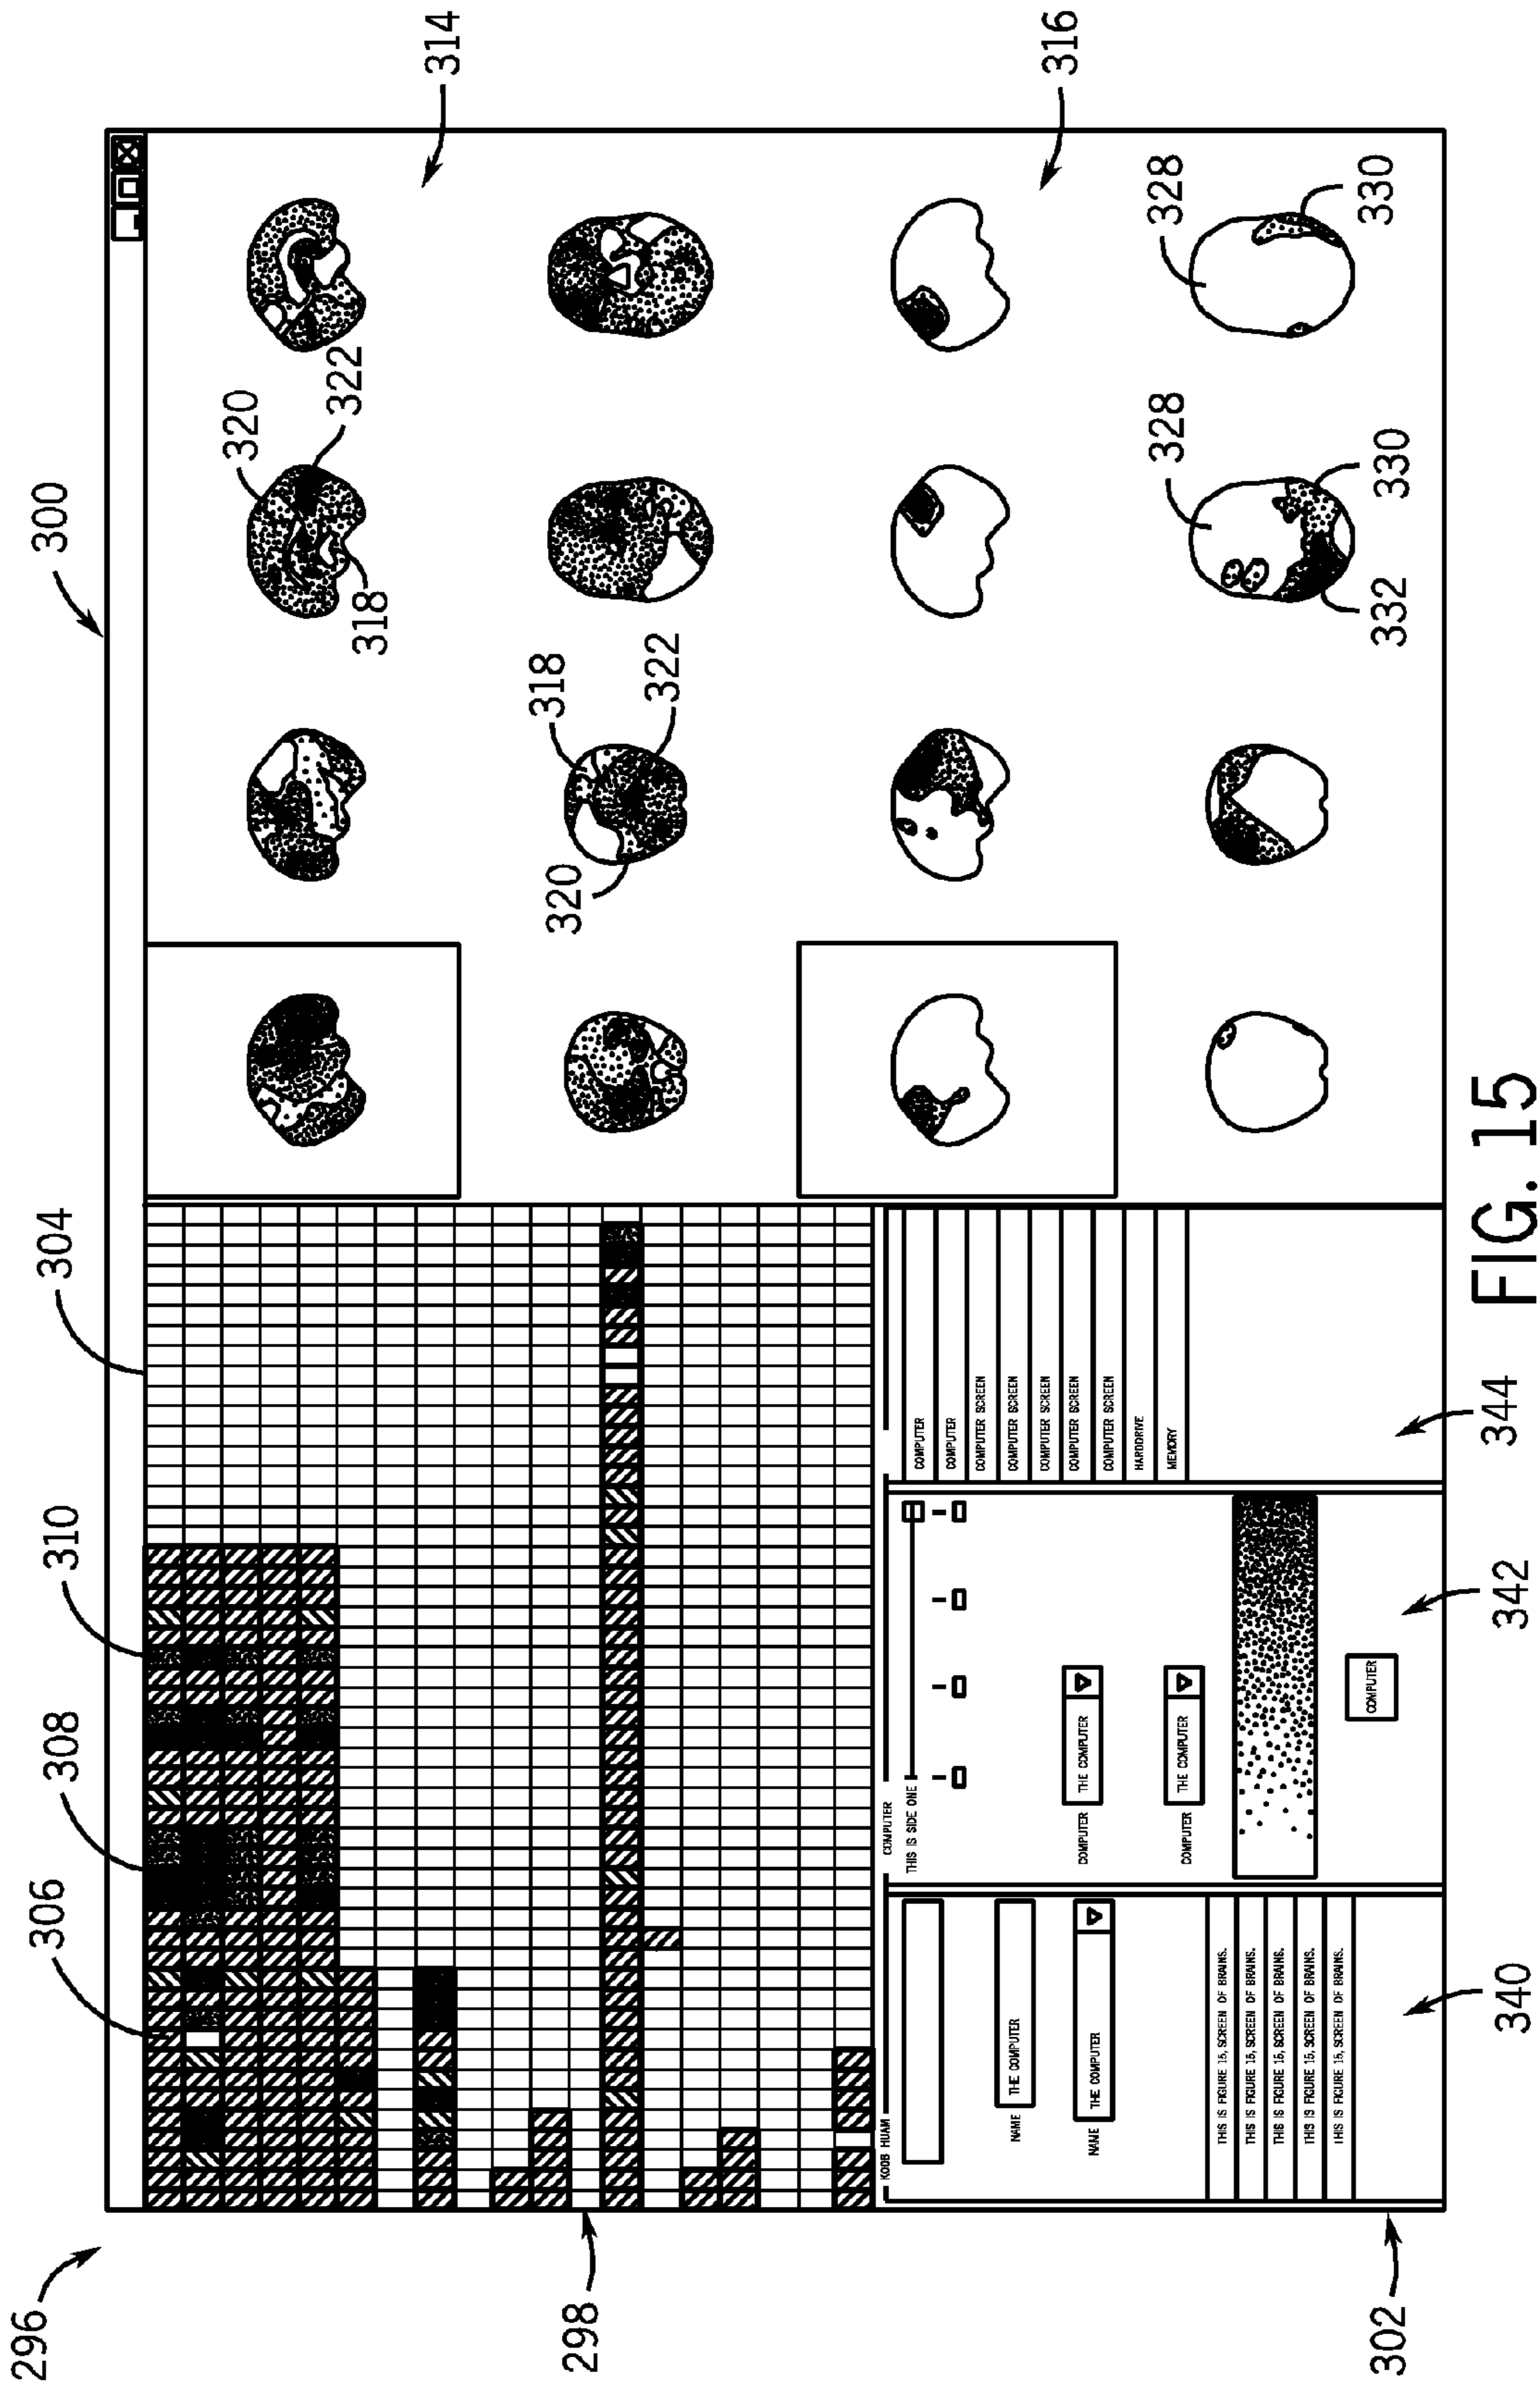 296
306
308
310
304
300
320
322
318
314
298
318
320
322
316
KOOB HUAM
NAME THE COMPUTER
NAME THE COMPUTER
THIS IS FIGURE 15, SCREEN OF BRAINS.
THIS IS FIGURE 15, SCREEN OF BRAINS.
THIS IS FIGURE 15, SCREEN OF BRAINS.
THIS IS FIGURE 15, SCREEN OF BRAINS.
THIS IS FIGURE 15, SCREEN OF BRAINS.
COMPUTER
THIS IS SIDE ONE
COMPUTER THE COMPUTER
COMPUTER THE COMPUTER
COMPUTER
COMPUTER
COMPUTER
COMPUTER SCREEN
COMPUTER SCREEN
COMPUTER SCREEN
COMPUTER SCREEN
COMPUTER SCREEN
HARDDRIVE
MEMORY
328
328
332
330
330
302
340
342
344
FIG. 15